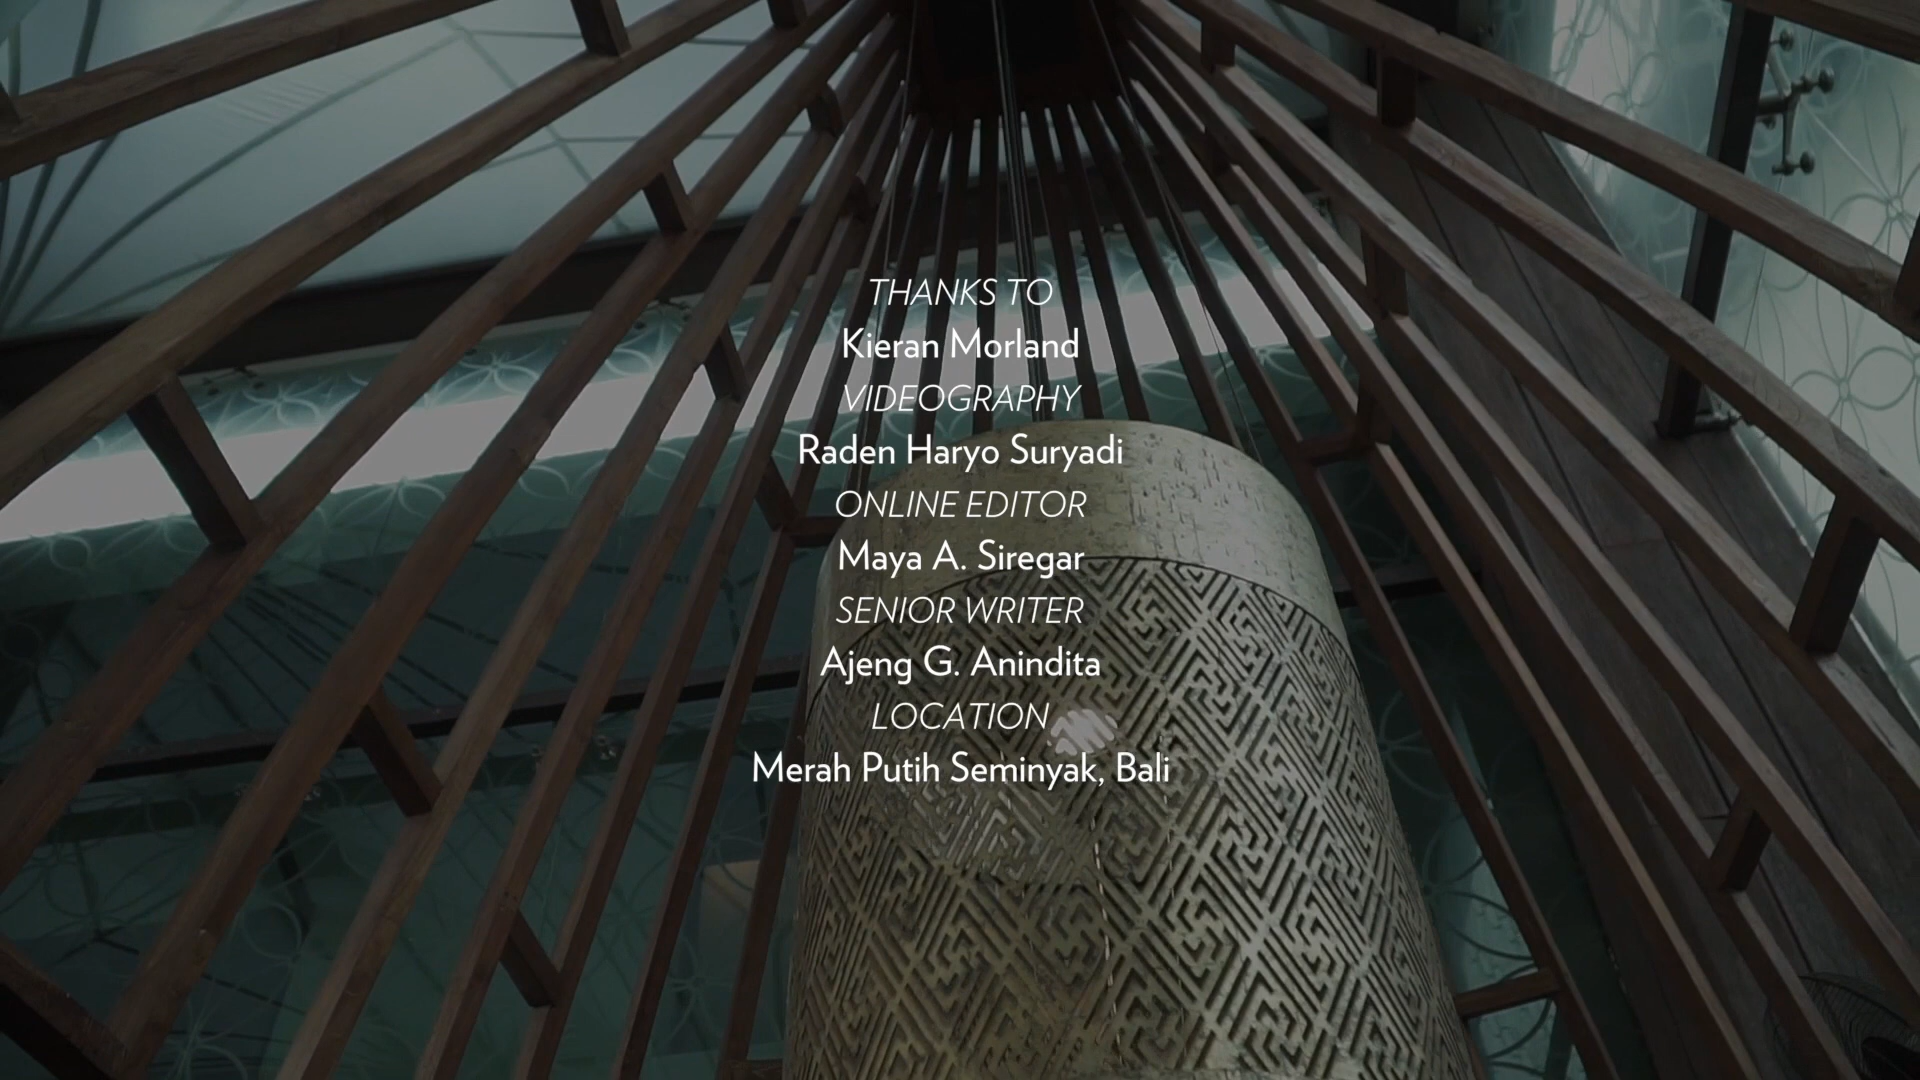 THANKS TO
Kieran Morland
VIDEOGRAPHY
Raden Haryo Suryadi
ONLINE EDITOR
Maya A. Siregar
SENIOR WRITER
Ajeng G. Anindita
LOCATION
Merah Putih Seminyak, Bali